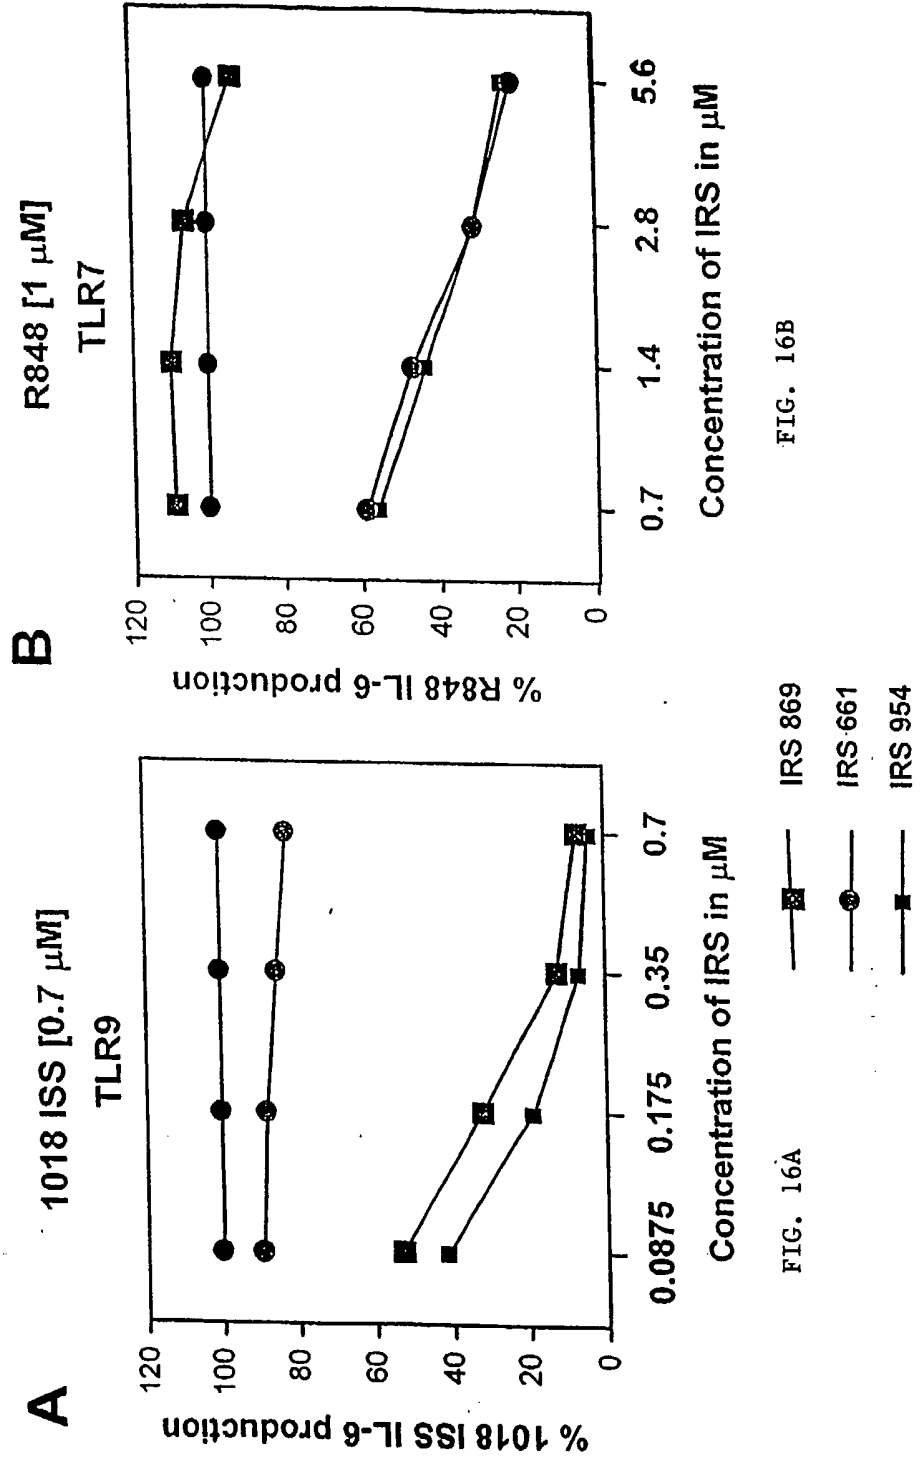 A
1018 ISS [0.7 µM]
TLR9
% 1018 ISS IL-6 production
120
100
80
60
40
20
0
0.0875
0.175
0.35
0.7
Concentration of IRS in µM
FIG. 16A
B
R848 [1 µM]
TLR7
% R848 IL-6 production
120
100
80
60
40
20
0
0.7
1.4
2.8
5.6
Concentration of IRS in µM
FIG. 16B
IRS 869
IRS 661
IRS 954